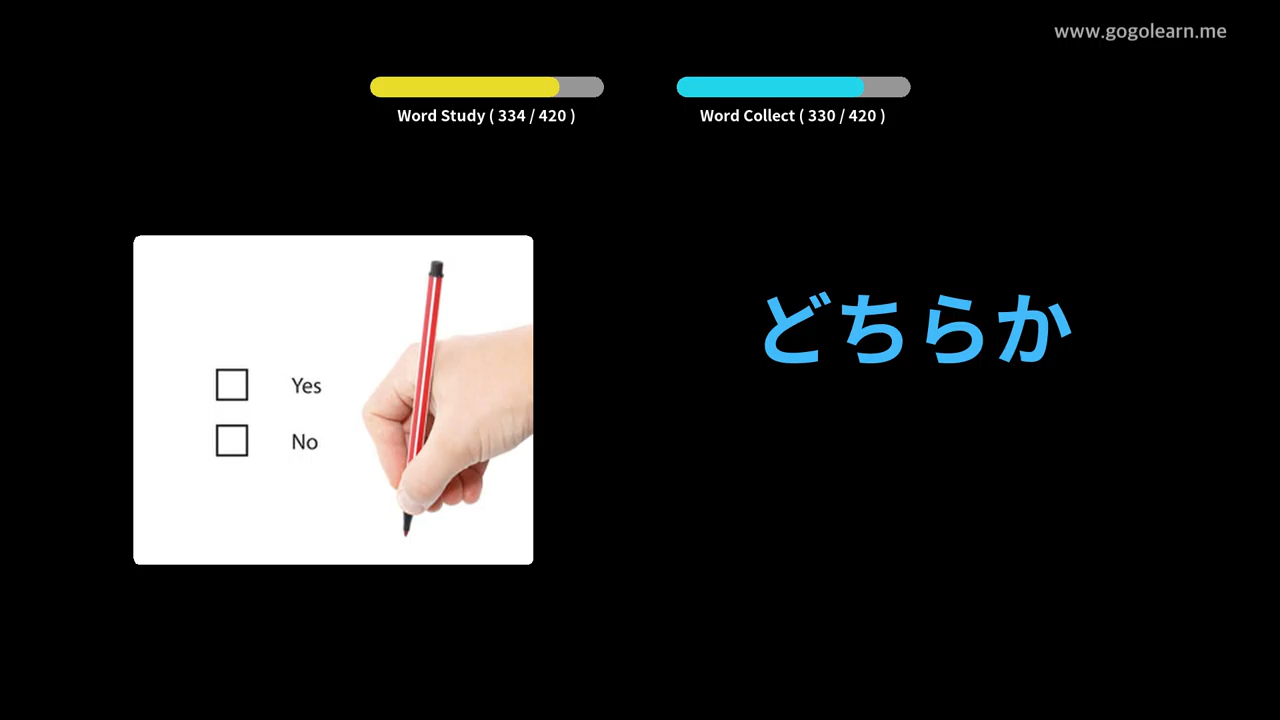 www.gogolearn.me
Word Study ( 334 / 420 )
Word Collect ( 330 / 420 )
Yes
No
どちらか